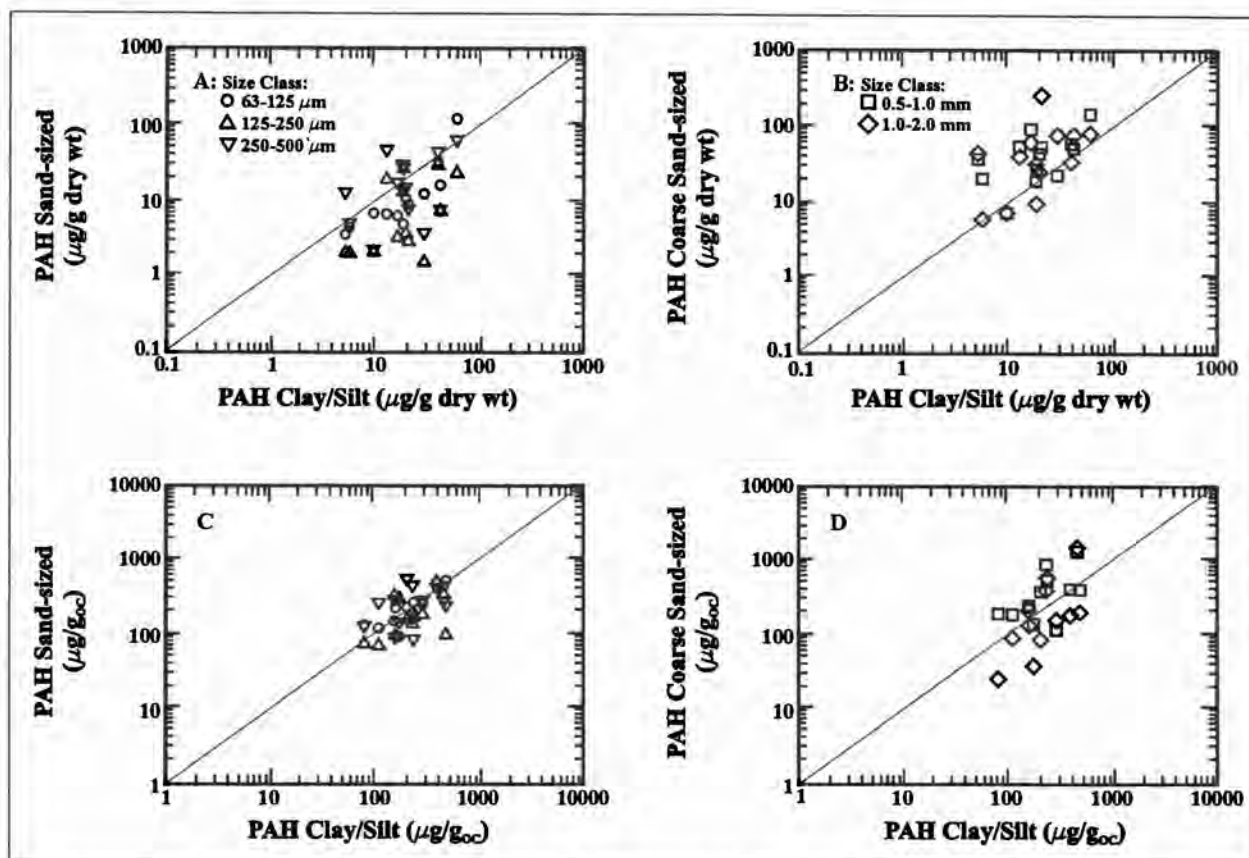 A: Size Class:
63-125 μm
125-250 μm
250-500 μm
1000
100
10
1
0.1
0.1
1
10
100
1000
PAH Sand-sized
(μg/g dry wt)
PAH Clay/Silt (μg/g dry wt)
B: Size Class:
0.5-1.0 mm
1.0-2.0 mm
1000
100
10
1
0.1
0.1
1
10
100
1000
PAH Coarse Sand-sized
(μg/g dry wt)
PAH Clay/Silt (μg/g dry wt)
C
10000
1000
100
10
1
1
10
100
1000
10000
PAH Sand-sized
(μg/goc)
PAH Clay/Silt (μg/goc)
D
10000
1000
100
10
1
1
10
100
1000
10000
PAH Coarse Sand-sized
(μg/goc)
PAH Clay/Silt (μg/goc)